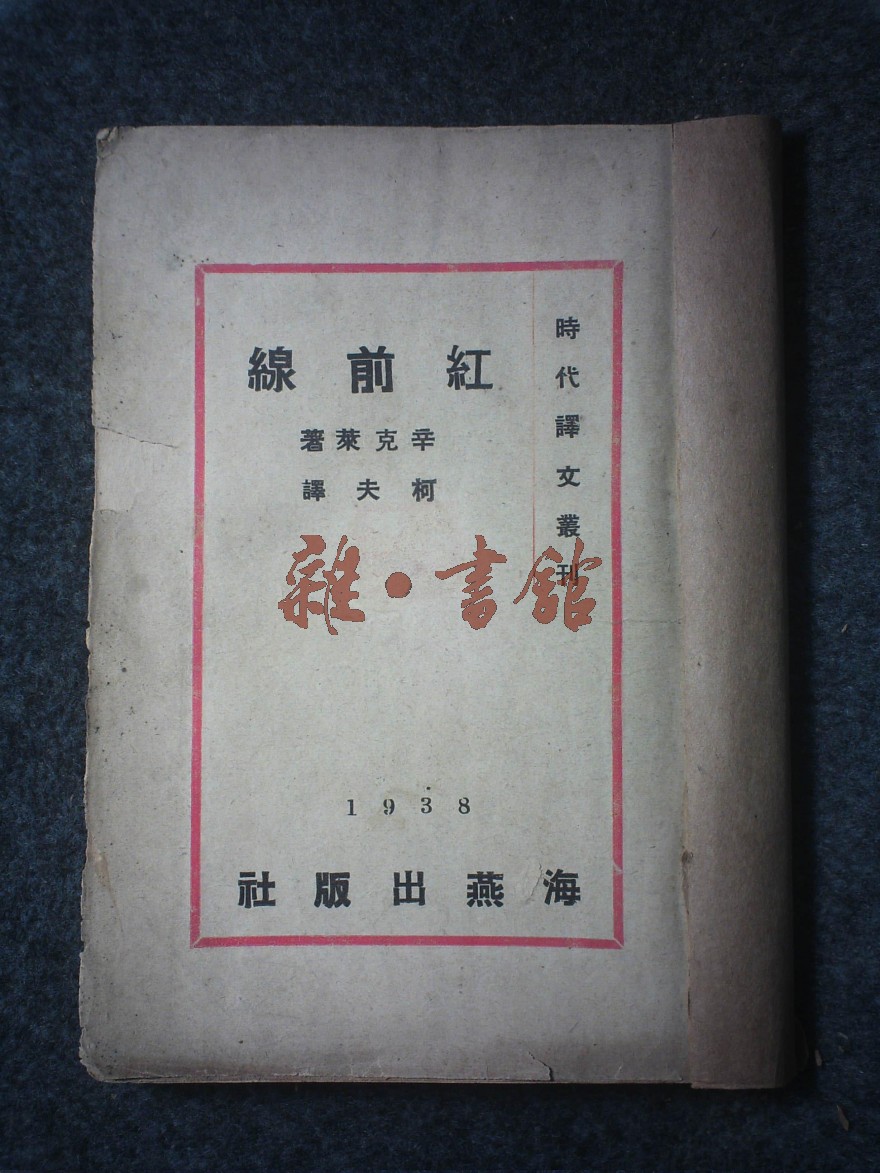 時代譯文叢刊
紅前線
辛克萊著
柯夫譯
雜·書館
1938
海燕出版社